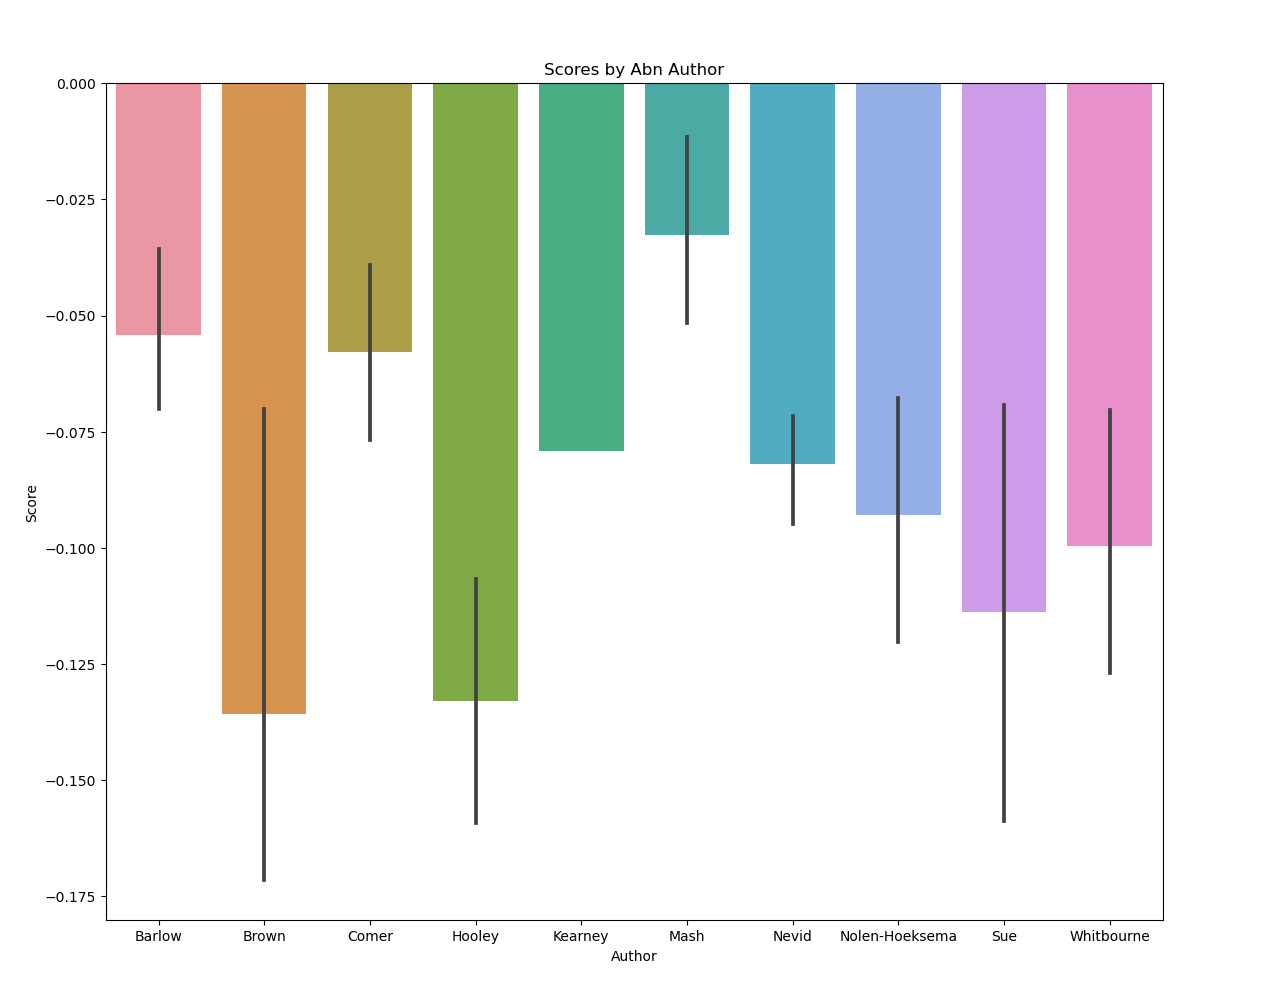 Scores by Abn Author
0.000
−0.025
−0.050
−0.075
−0.100
−0.125
−0.150
−0.175
Score
Barlow Brown Comer Hooley Kearney Mash Nevid Nolen-Hoeksema Sue Whitbourne
Author